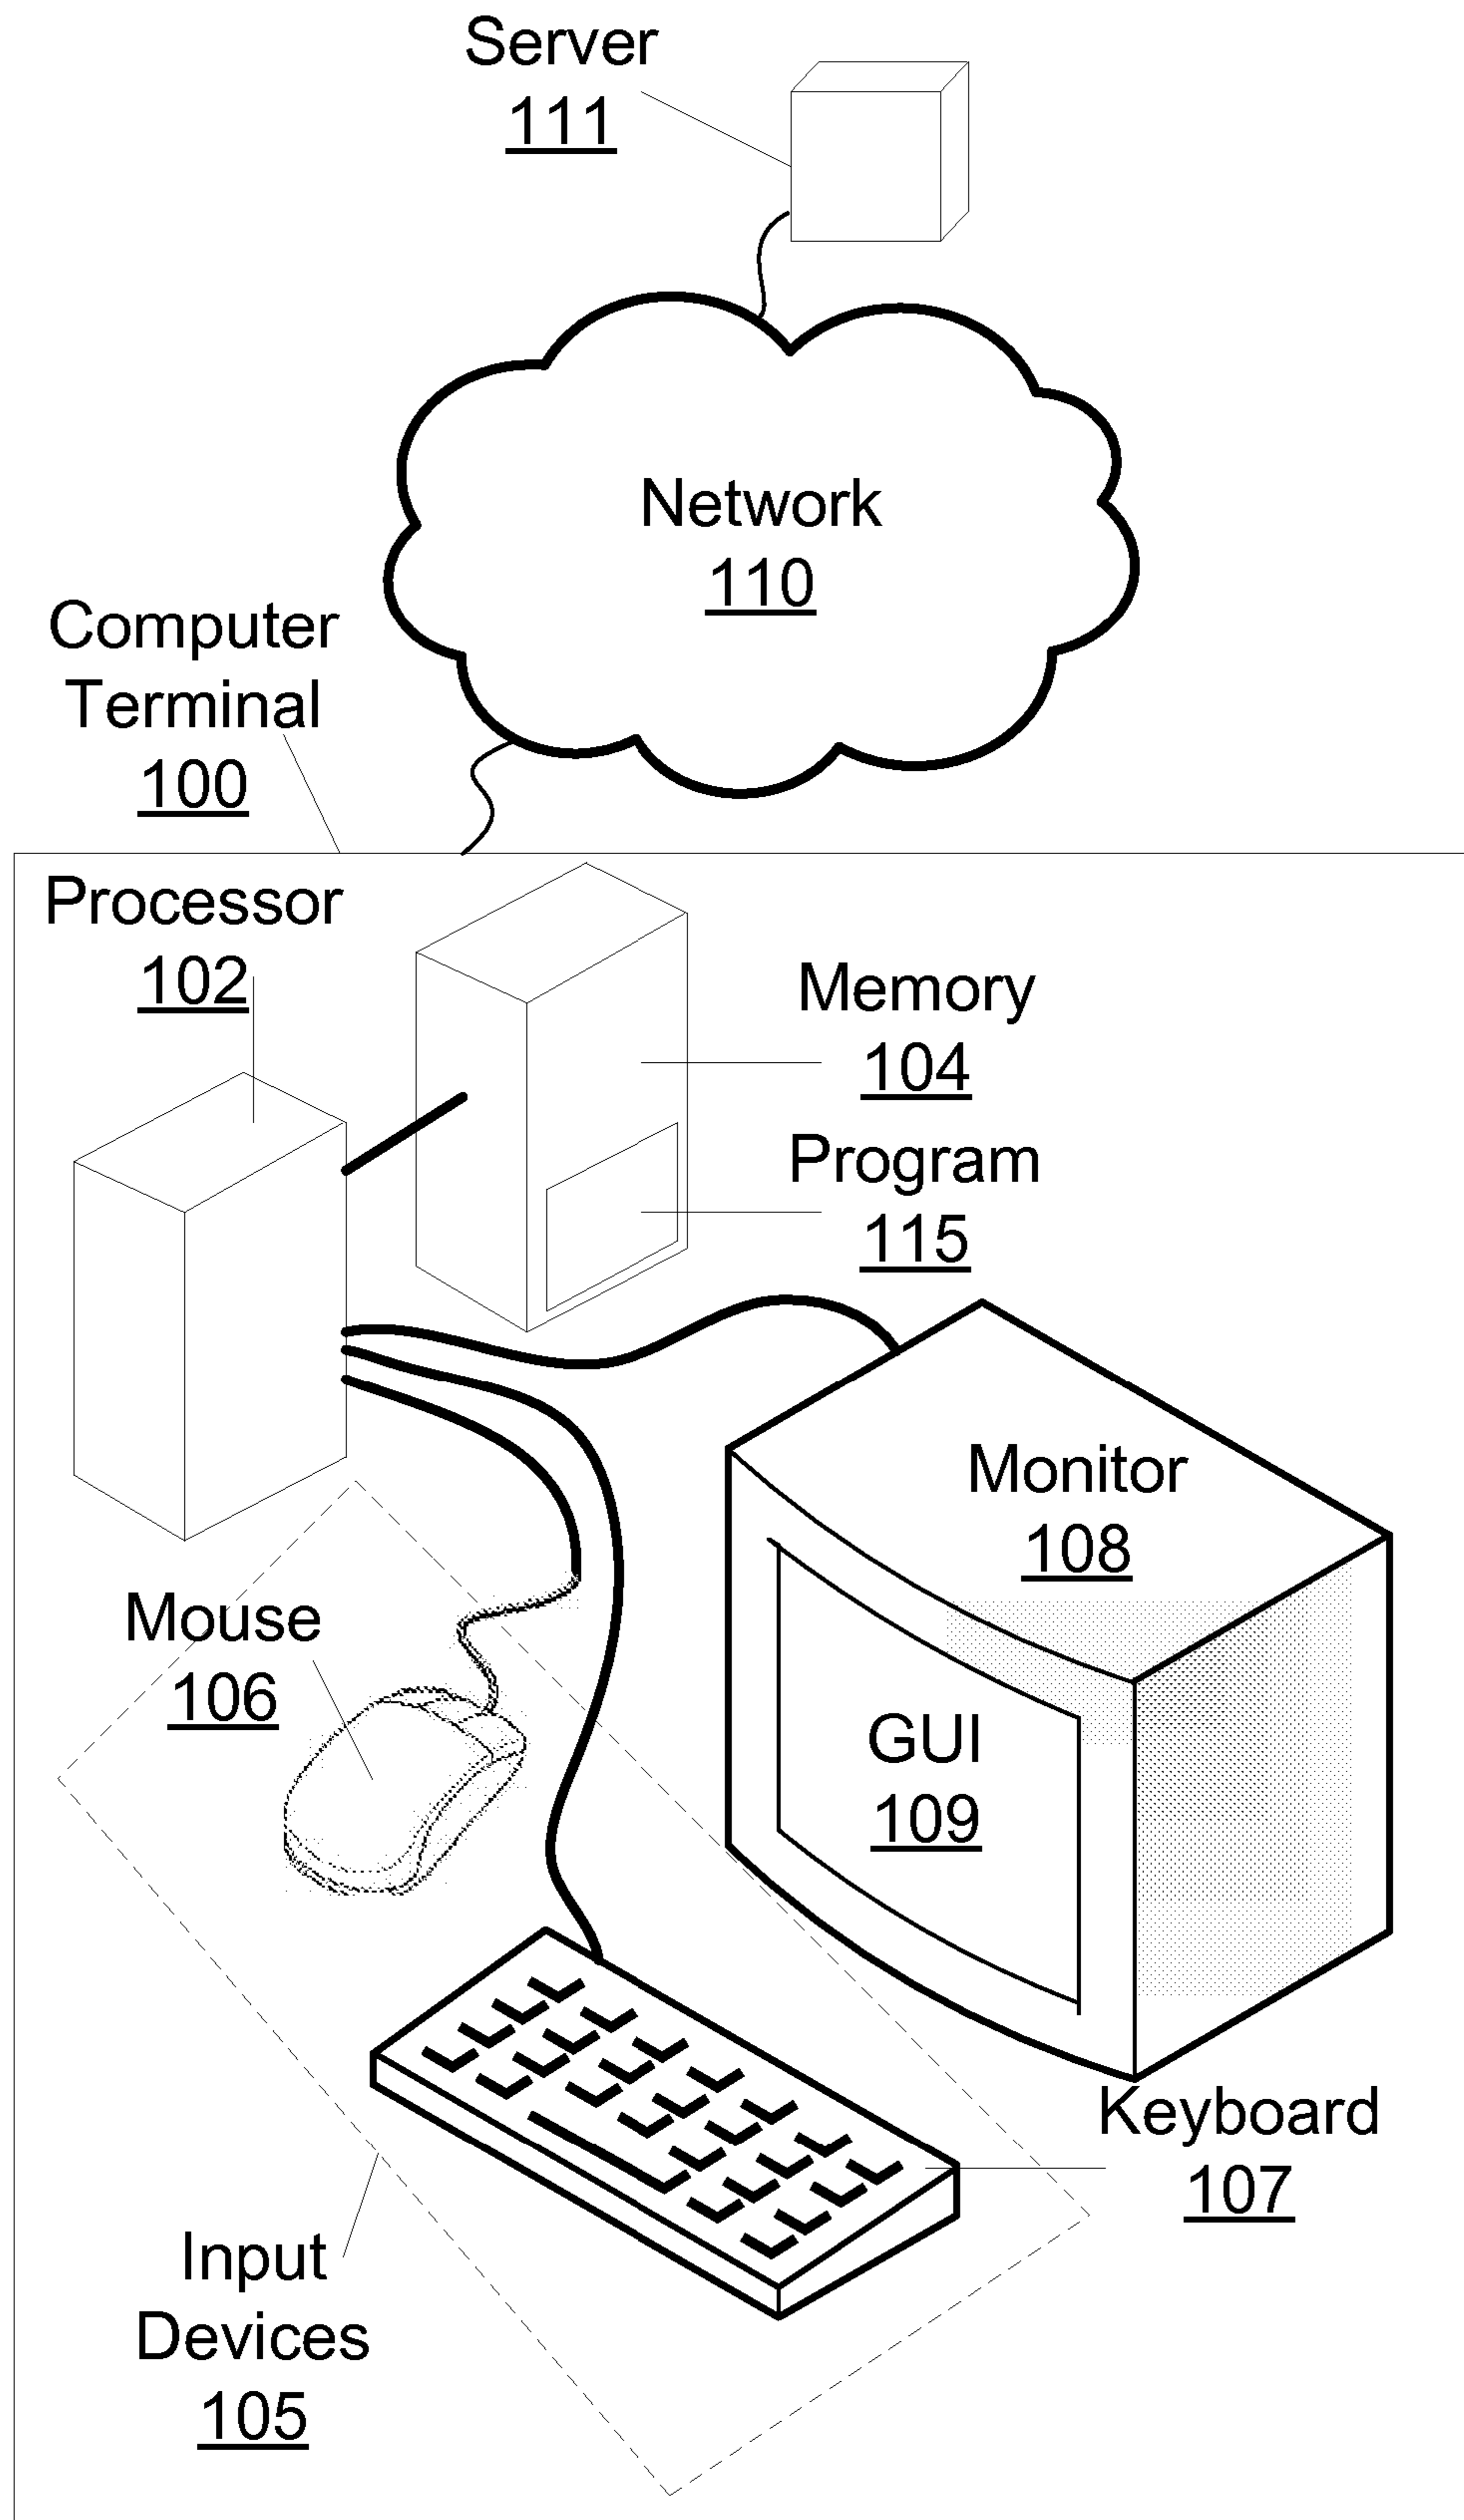 Server
111
Network
110
Computer
Terminal
100
Processor
102
Memory
104
Program
115
Monitor
108
Mouse
106
GUI
109
Keyboard
107
Input
Devices
105